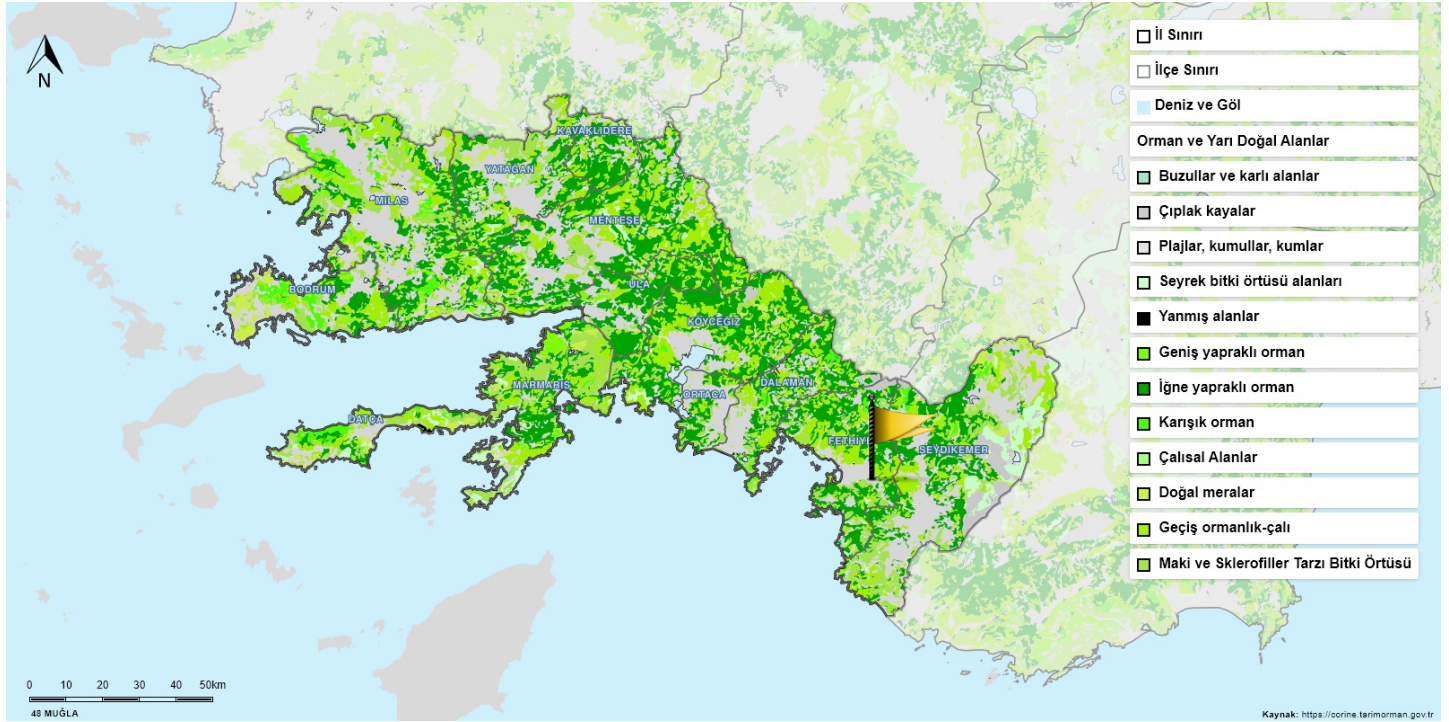 N
KAVAKLIDERE
YATAGAN
MILAS
MENTEŞE
BODRUM
ULA
KÖYCEĞİZ
MARMARİS
DALAMAN
ORTACA
DATÇA
FETHİY
SEYDİKEMER
İl Sınırı
İlçe Sınırı
Deniz ve Göl
Orman ve Yarı Doğal Alanlar
Buzullar ve karlı alanlar
Çıplak kayalar
Plajlar, kumullar, kumlar
Seyrek bitki örtüsü alanları
Yanmış alanlar
Geniş yapraklı orman
İğne yapraklı orman
Karışık orman
Çalısal Alanlar
Doğal meralar
Geçiş ormanlık-çalı
Maki ve Sklerofiller Tarzı Bitki Örtüsü
0 10 20 30 40 50km
48 MUĞLA
Kaynak: https://corine.tarimorman.gov.tr